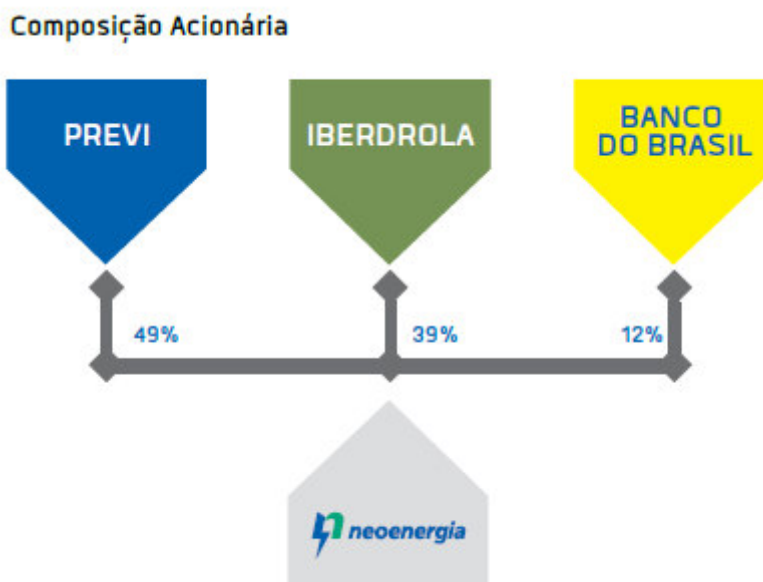 Composição Acionária
PREVI
IBERDROLA
BANCO
DO BRASIL
49%
39%
12%
neoenergia